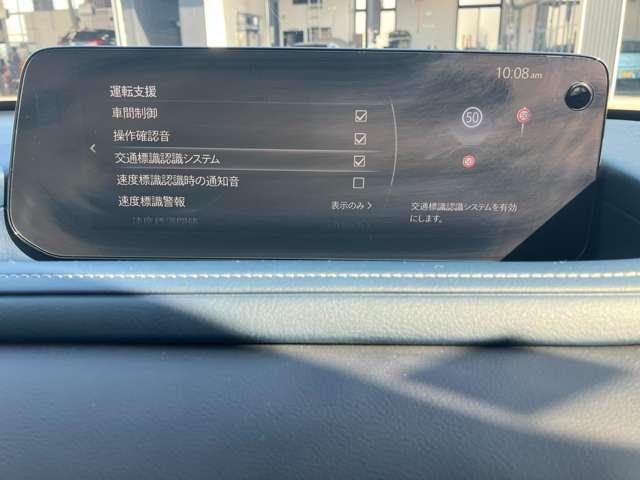 10:08 am
運転支援
車間制御
操作確認音
交通標識認識システム
速度標識認識時の通知音
速度標識警報 表示のみ
50
交通標識認識システムを有効
にします。